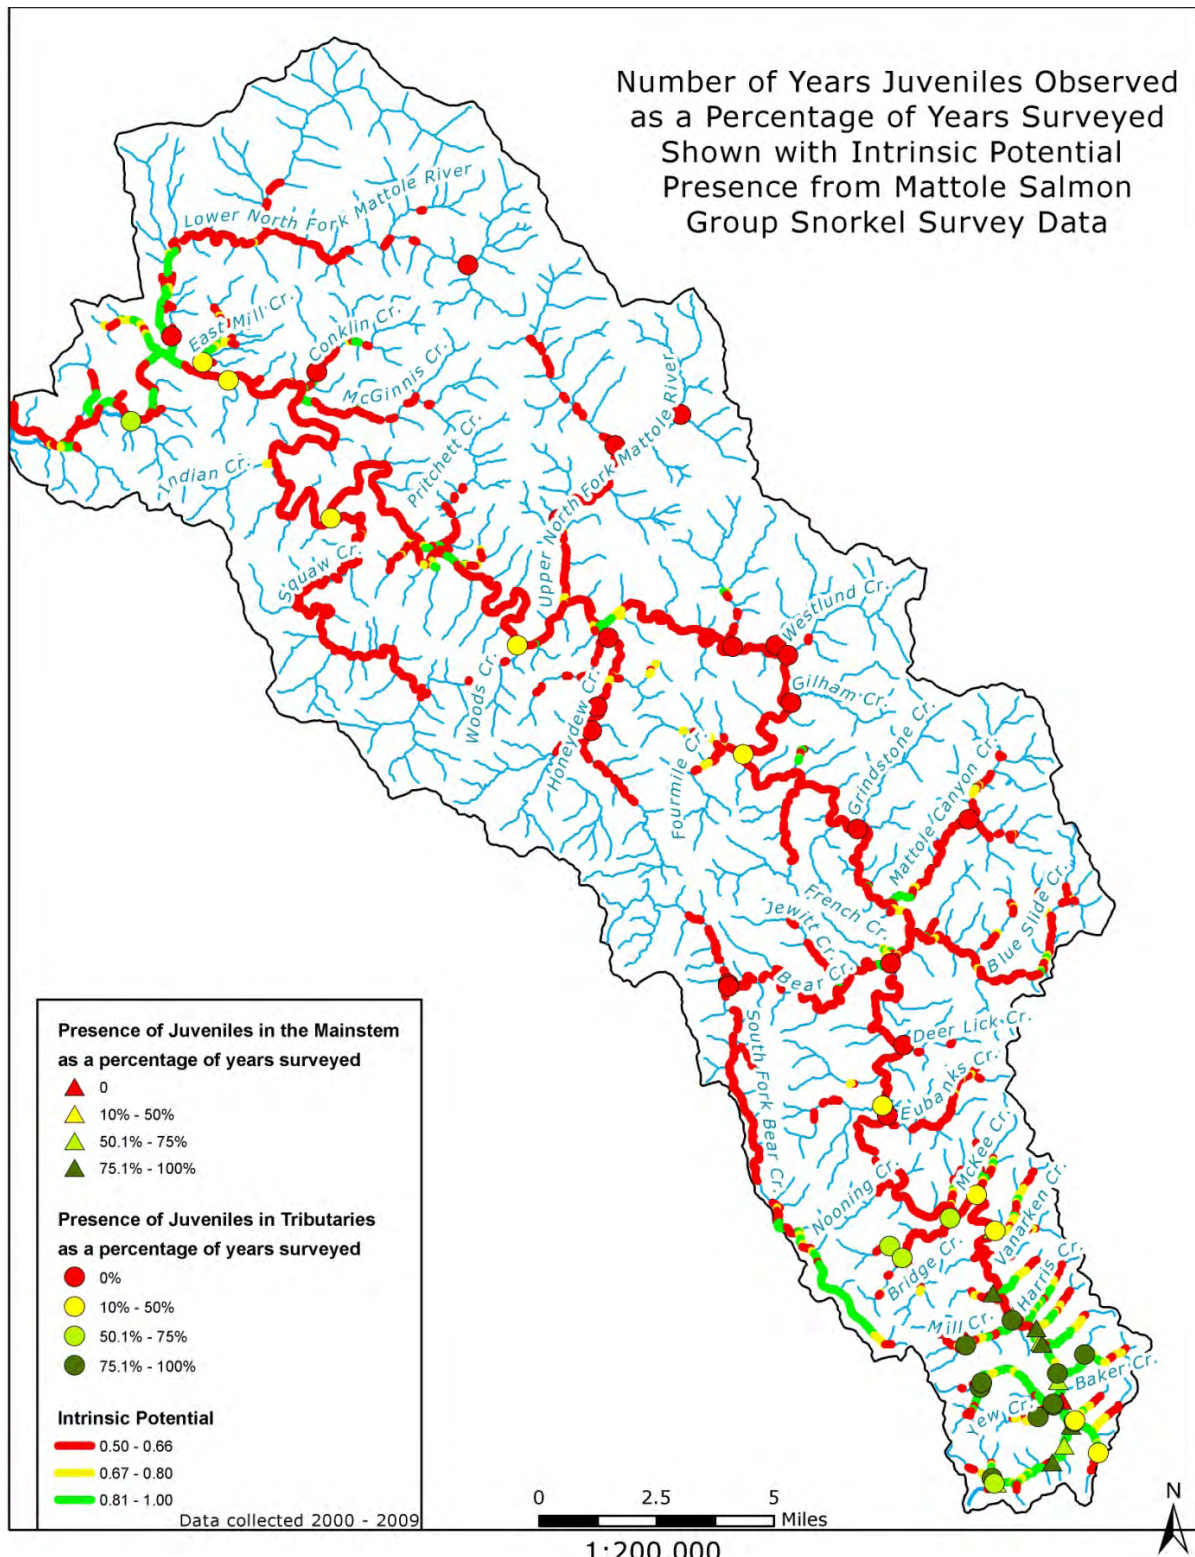 Number of Years Juveniles Observed
as a Percentage of Years Surveyed
Shown with Intrinsic Potential
Presence from Mattole Salmon
Group Snorkel Survey Data
Lower North Fork Mattole River
East Mill Cr.
Conklin Cr.
McGinnis Cr.
Indian Cr.
Pritchett Cr.
Upper North Fork Mattole River
Squaw Cr.
Woods Cr.
Honeydew Cr.
Westlund Cr.
Gilham Cr.
Fourmile Cr.
Grindstone Cr.
Mattole Canyon Cr.
French Cr.
Jewitt Cr.
Bear Cr.
Blue Slide Cr.
South Fork Bear Cr.
Deer Lick Cr.
Eubanks Cr.
Nooning Cr.
McKee Cr.
Bridge Cr.
Vanarken Cr.
Mill Cr.
Harris Cr.
Baker Cr.
Yew Cr.
Presence of Juveniles in the Mainstem
as a percentage of years surveyed
0
10% - 50%
50.1% - 75%
75.1% - 100%
Presence of Juveniles in Tributaries
as a percentage of years surveyed
0%
10% - 50%
50.1% - 75%
75.1% - 100%
Intrinsic Potential
0.50 - 0.66
0.67 - 0.80
0.81 - 1.00
Data collected 2000 - 2009
0 2.5 5
Miles
1:200,000
N